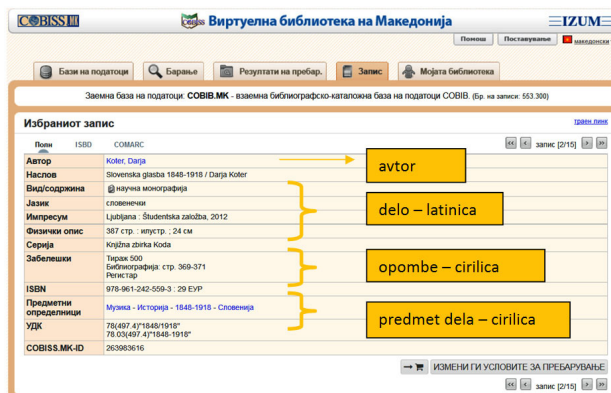 COBISS
Виртуелна библиотека на Македонија
IZUM
Помош Поставување македонски
Бази на податоци Барање Резултати на пребар. Запис Мојата библиотека
Заемна база на податоци: COBIB.MK - взаемна библиографско-каталожна база на податоци COBIB. (Бр. на записи: 553.300)
Избраниот запис траен линк
Полн ISBD COMARC запис [2/15]
Автор Koter, Darja
avtor
Наслов Slovenska glasba 1848-1918 / Darja Koter
Вид/содржина научна монографија
Јазик словенечки
delo – latinica
Импресум Ljubljana : Študentska založba, 2012
Физички опис 387 стр. : илустр. ; 24 см
Серија Knjižna zbirka Koda
Забелешки Тираж 500
Библиографија: стр. 369-371
Регистар
opombe – cirilica
ISBN 978-961-242-559-3 : 29 ЕУР
Предметни определници Музика - Историја - 1848-1918 - Словенија
predmet dela – cirilica
УДК 78(497.4)"1848/1918"
78.03(497.4)"1848-1918"
COBISS.MK-ID 263983616
ИЗМЕНИ ГИ УСЛОВИТЕ ЗА ПРЕБАРУВАЊЕ
запис [2/15]